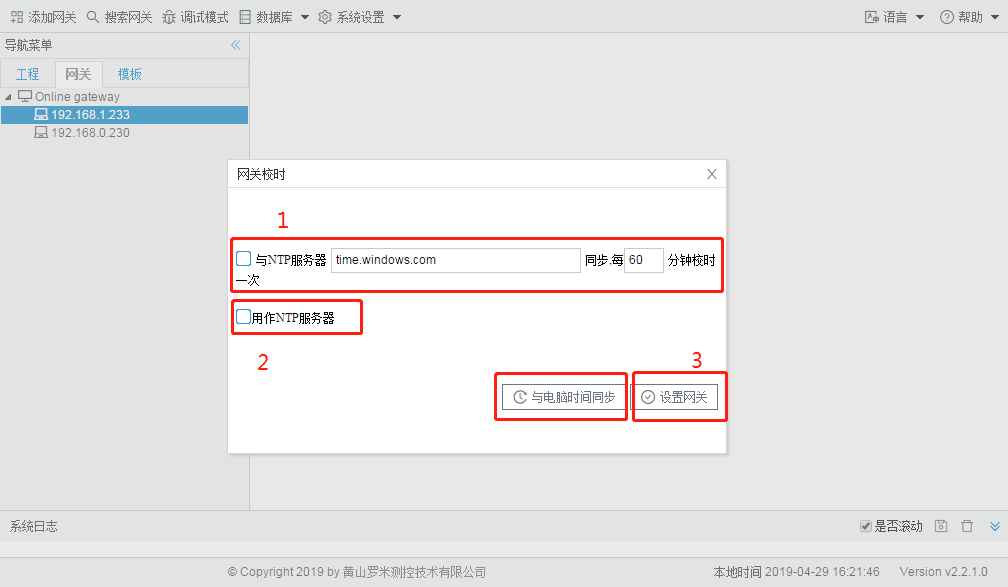 添加网关 搜索网关 调试模式 数据库 系统设置 语言 帮助
导航菜单
工程 网关 模板
Online gateway
192.168.1.233
192.168.0.230
网关校时
1
与NTP服务器 time.windows.com 同步,每 60 分钟校时
一次
用作NTP服务器
2
3
与电脑时间同步 设置网关
系统日志 是否滚动
© Copyright 2019 by 黄山罗米测控技术有限公司 本地时间 2019-04-29 16:21:46 Version v2.2.1.0